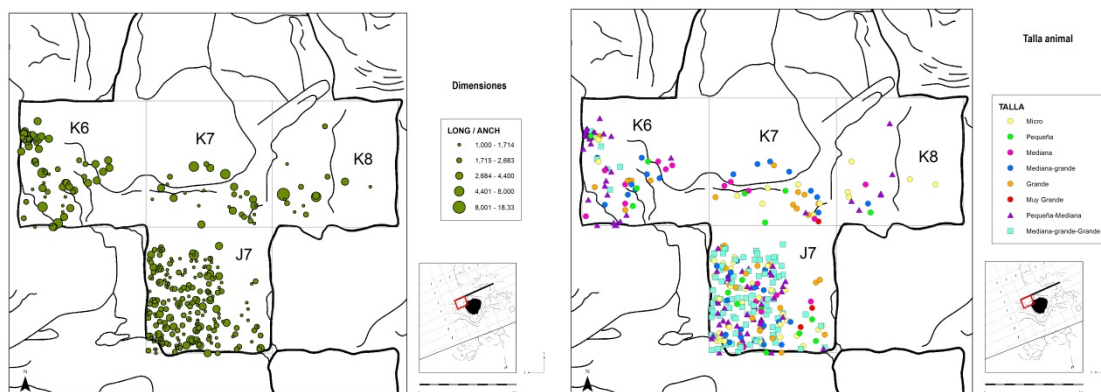 K6
K7
K8
J7
N
Dimensiones
LONG / ANCH
1,000 - 1,714
1,715 - 2,683
2,684 - 4,400
4,401 - 8,000
8,001 - 18,33
K6
K7
K8
J7
N
Talla animal
TALLA
Micro
Pequeña
Mediana
Mediana-grande
Grande
Muy Grande
Pequeña-Mediana
Mediana-grande-Grande